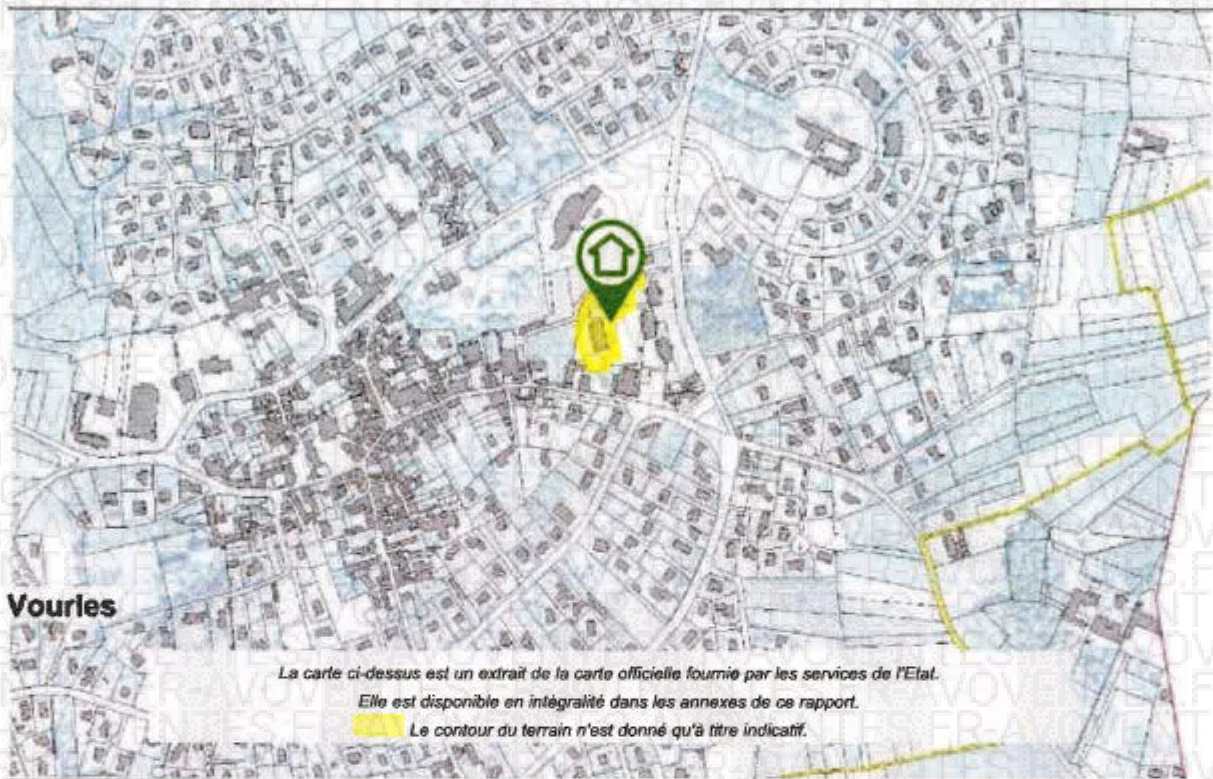 Vourles
La carte ci-dessus est un extrait de la carte officielle fournie par les services de l'Etat.
Elle est disponible en intégralité dans les annexes de ce rapport.
Le contour du terrain n'est donné qu'à titre indicatif.